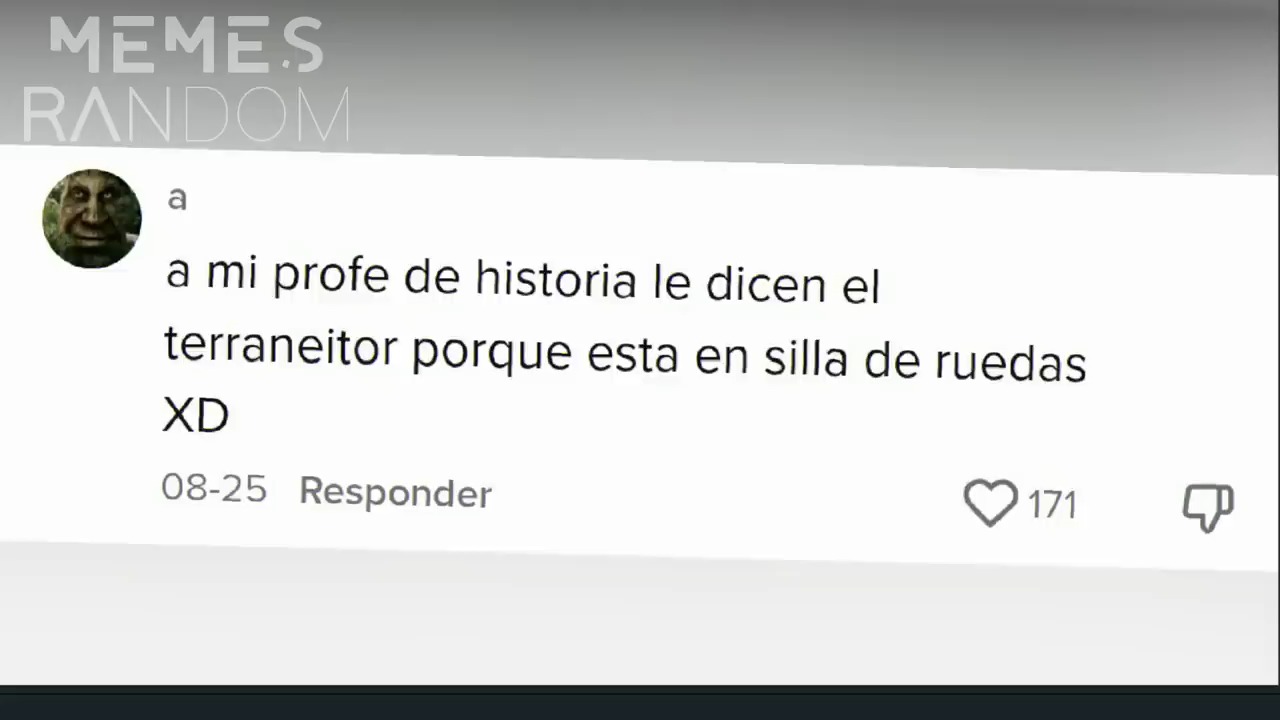 MEMES
RANDOM
a
a mi profe de historia le dicen el
terraneitor porque esta en silla de ruedas
XD
08-25 Responder 171